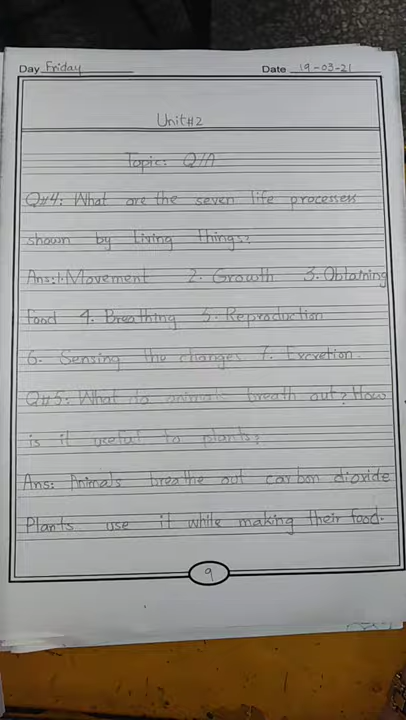 Day Friday Date 19-03-21
Unit#2
Topic: Q/A
Q#4: What are the seven life processes
shown by Living things?
Ans: 1. Movement 2. Growth 3. Obtaining
food 4. Breathing 5. Reproduction
6. Sensing the changes 7. Excretion.
Q#5: What do animals breath out? How
is it useful to plants?
Ans: Animals breathe out carbon dioxide
Plants use it while making their food.
9